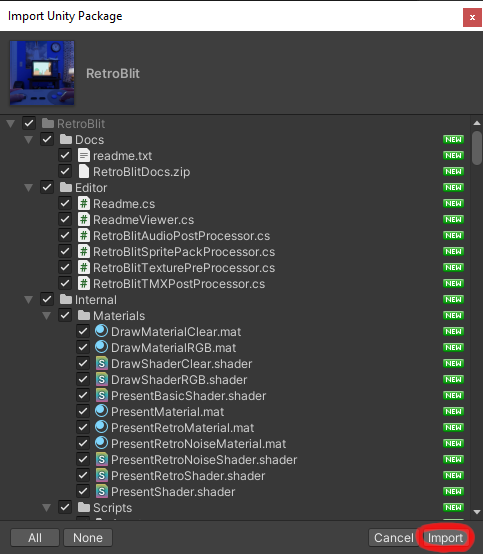 Import Unity Package
x
RetroBlit
RetroBlit
Docs NEW
readme.txt NEW
RetroBlitDocs.zip NEW
Editor NEW
Readme.cs NEW
ReadmeViewer.cs NEW
RetroBlitAudioPostProcessor.cs NEW
RetroBlitSpritePackProcessor.cs NEW
RetroBlitTexturePreProcessor.cs NEW
RetroBlitTMXPostProcessor.cs NEW
Internal NEW
Materials NEW
DrawMaterialClear.mat NEW
DrawMaterialRGB.mat NEW
DrawShaderClear.shader NEW
DrawShaderRGB.shader NEW
PresentBasicShader.shader NEW
PresentMaterial.mat NEW
PresentRetroMaterial.mat NEW
PresentRetroNoiseMaterial.mat NEW
PresentRetroNoiseShader.shader NEW
PresentRetroShader.shader NEW
PresentShader.shader NEW
Scripts NEW
All None Cancel Import